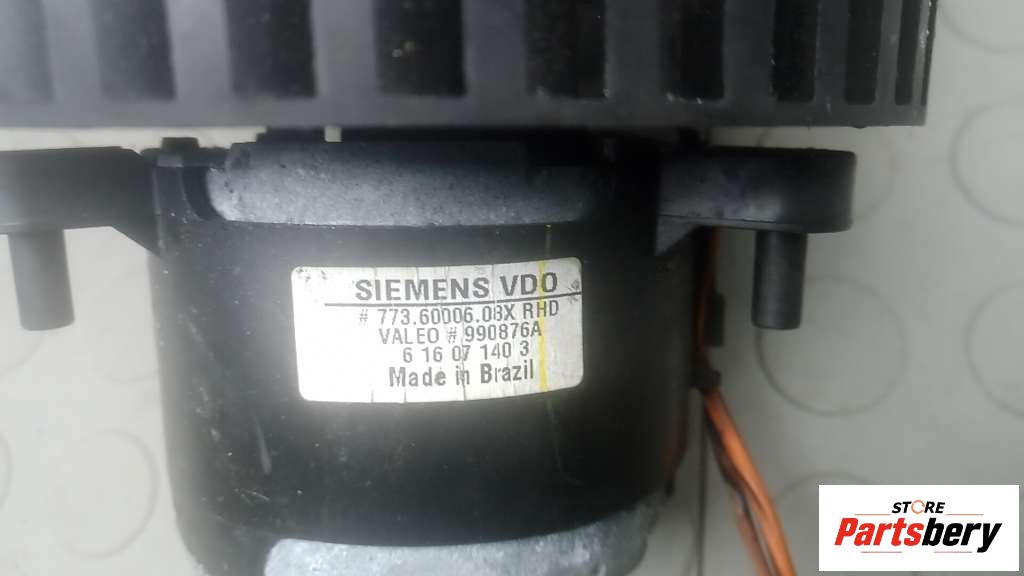 SIEMENS VDO
# 773.60006.08X RHD
VALEO # 990876A
6 16 07 140 3
Made in Brazil
STORE
Partsbery